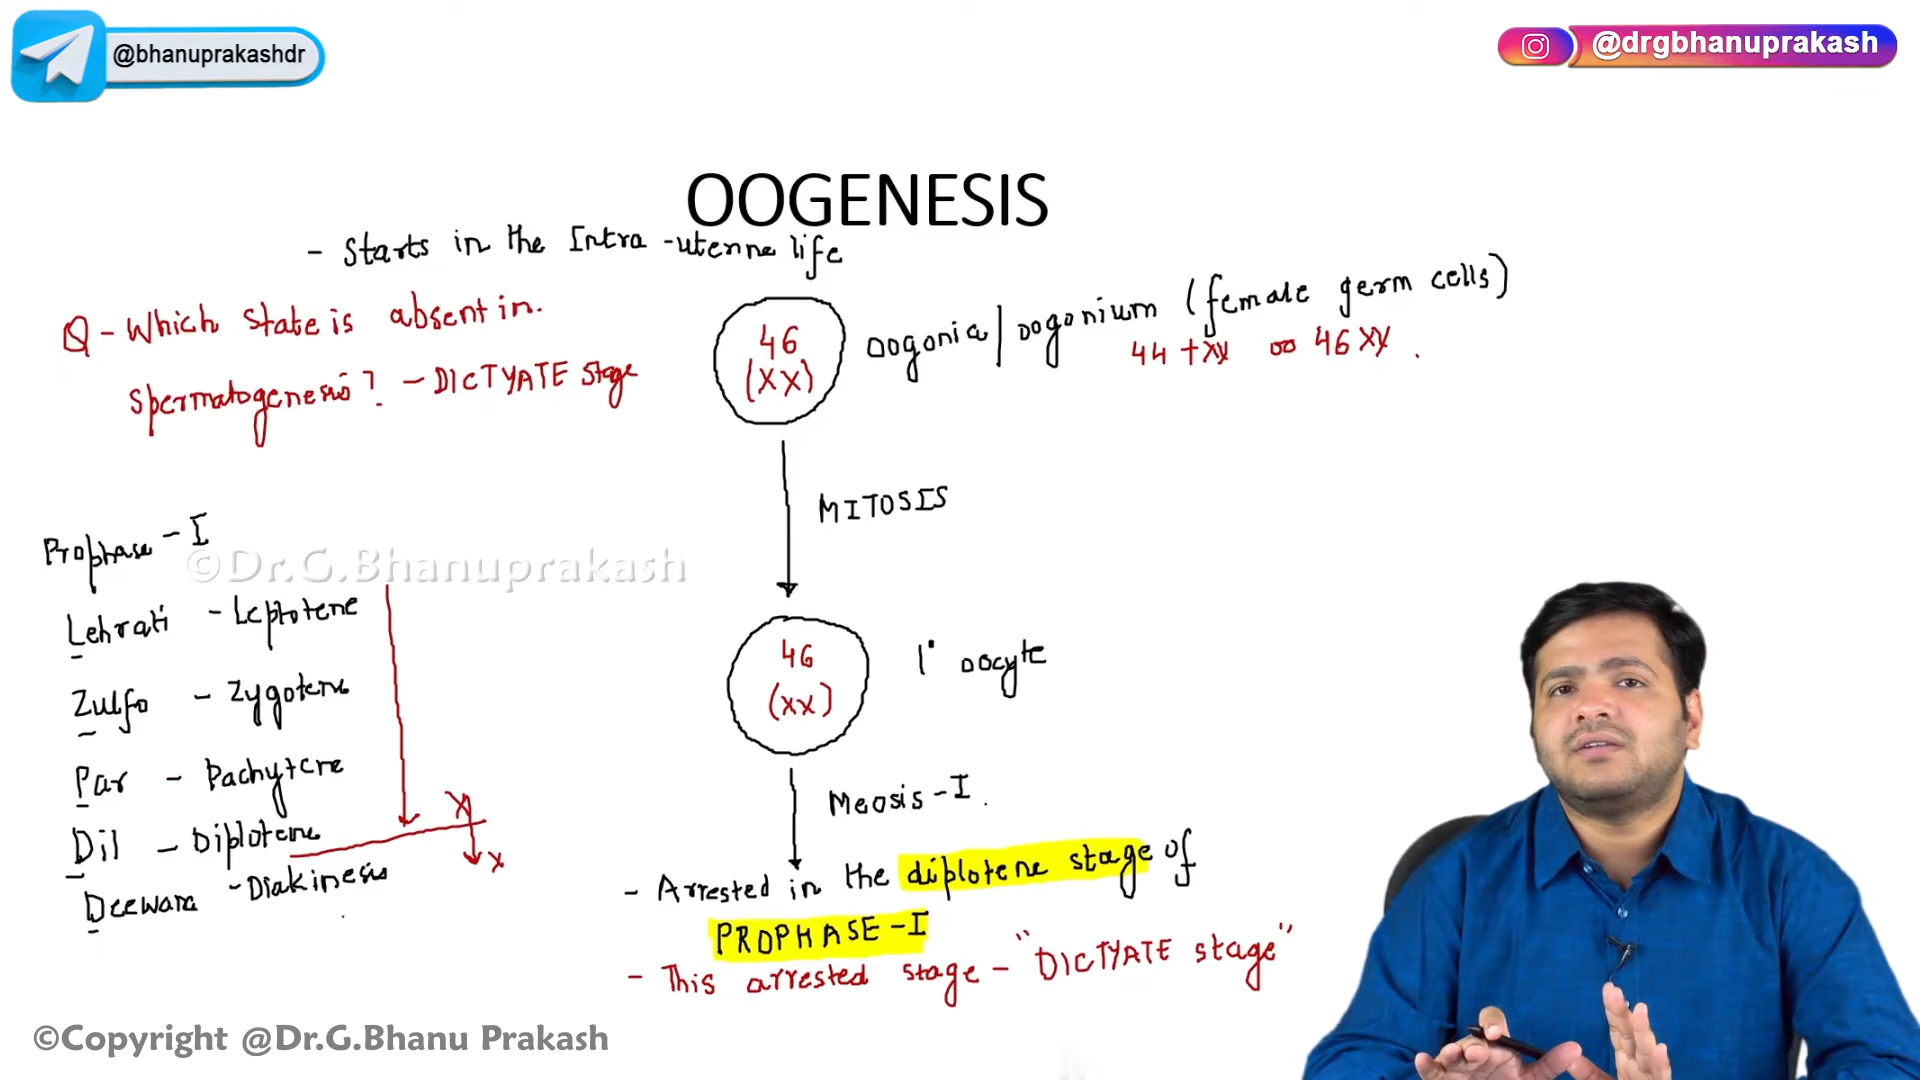 @bhanuprakashdr
@drgbhanuprakash
OOGENESIS
- Starts in the Intra-uterine life
Q - Which state is absent in.
Spermatogenesis? - DICTYATE stage
46
(XX)
oogonia/oogonium (female germ cells)
44 + XX or 46 XX .
MITOSIS
Prophase - I
©Dr.G.Bhanuprakash
Lehrati - Leptotene
Zulfo - Zygotene
Par - Pachytene
Dil - Diplotene
Deewana - Diakinesis
X
x
46
(XX)
1° oocyte
Meosis - I .
- Arrested in the diplotene stage of
PROPHASE - I
- This arrested stage - "DICTYATE stage"
©Copyright @Dr.G.Bhanu Prakash